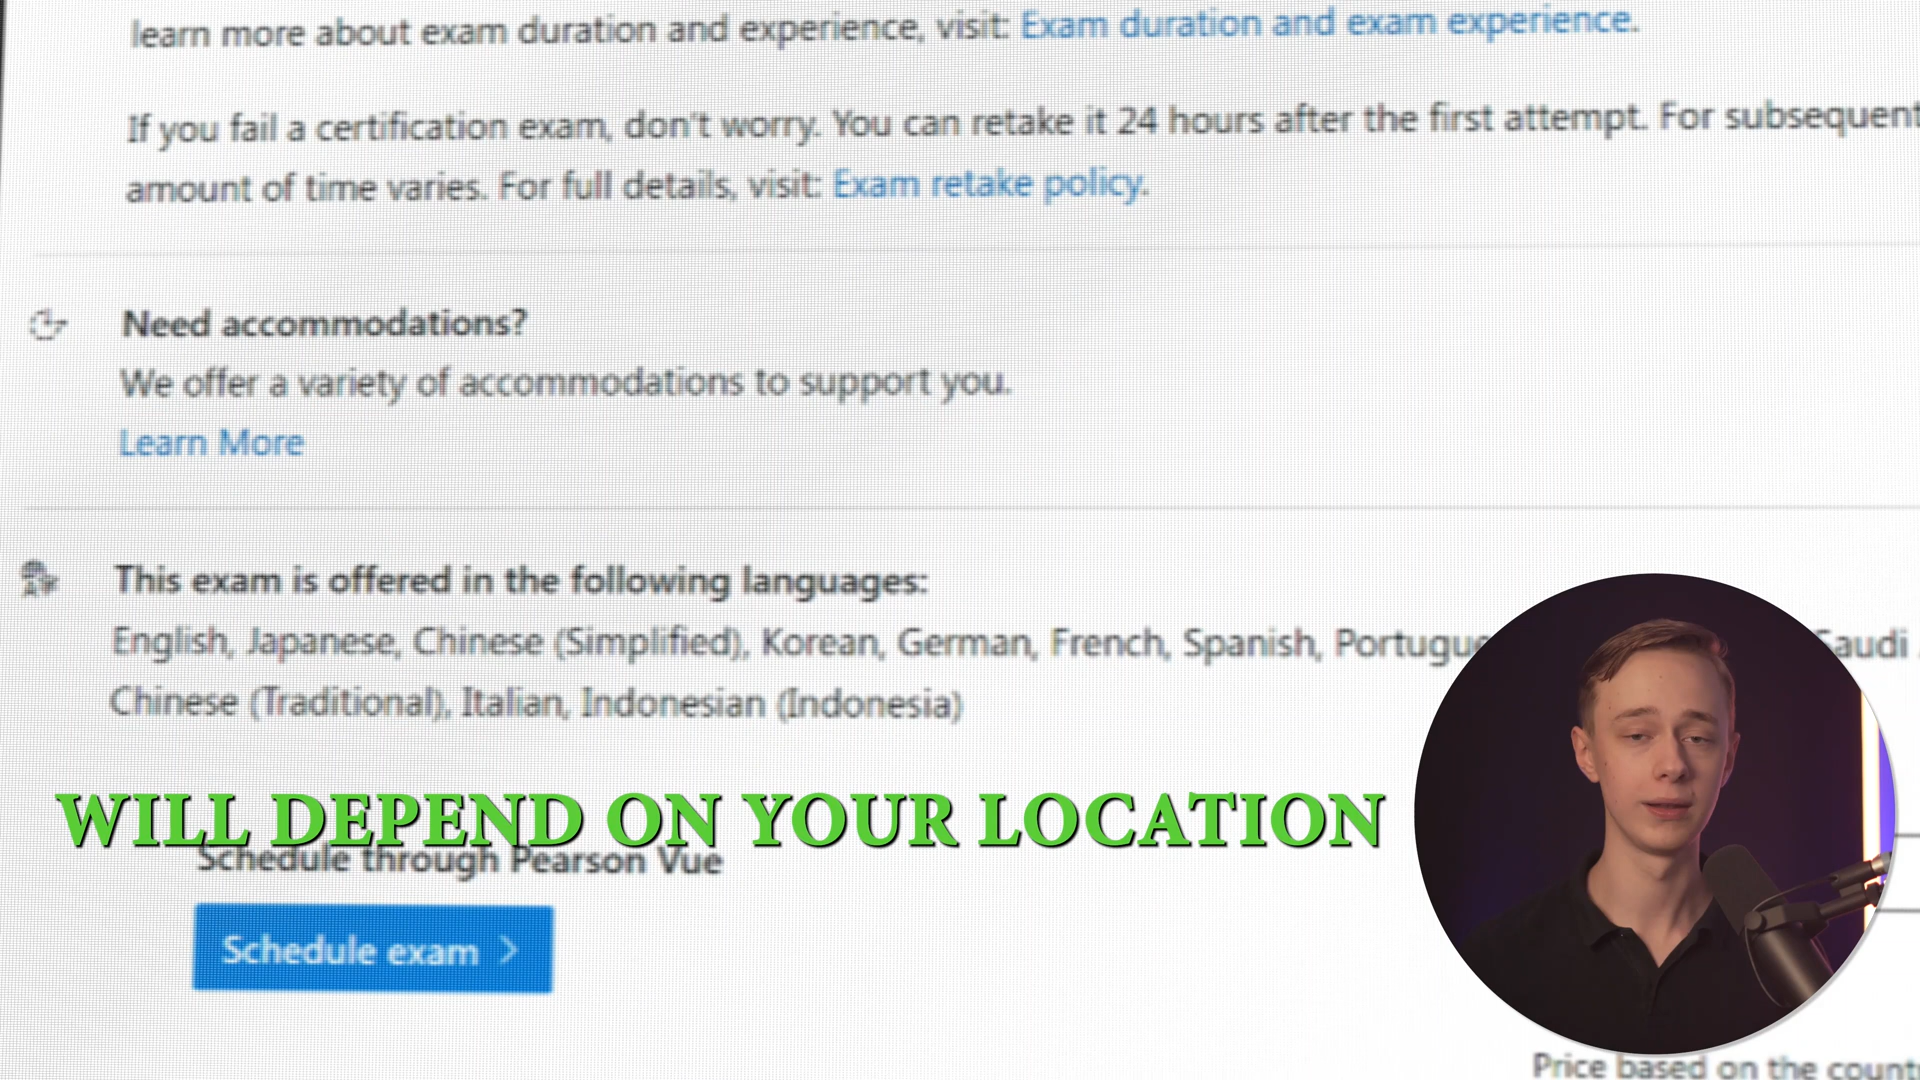 learn more about exam duration and experience, visit: Exam duration and exam experience.
If you fail a certification exam, don't worry. You can retake it 24 hours after the first attempt. For subsequent
amount of time varies. For full details, visit: Exam retake policy.
Need accommodations?
We offer a variety of accommodations to support you.
Learn More
This exam is offered in the following languages:
English, Japanese, Chinese (Simplified), Korean, German, French, Spanish, Saudi
Chinese (Traditional), Italian, Indonesian (Indonesia)
WILL DEPEND ON YOUR LOCATION
Schedule through Pearson Vue
Schedule exam
Price based on the